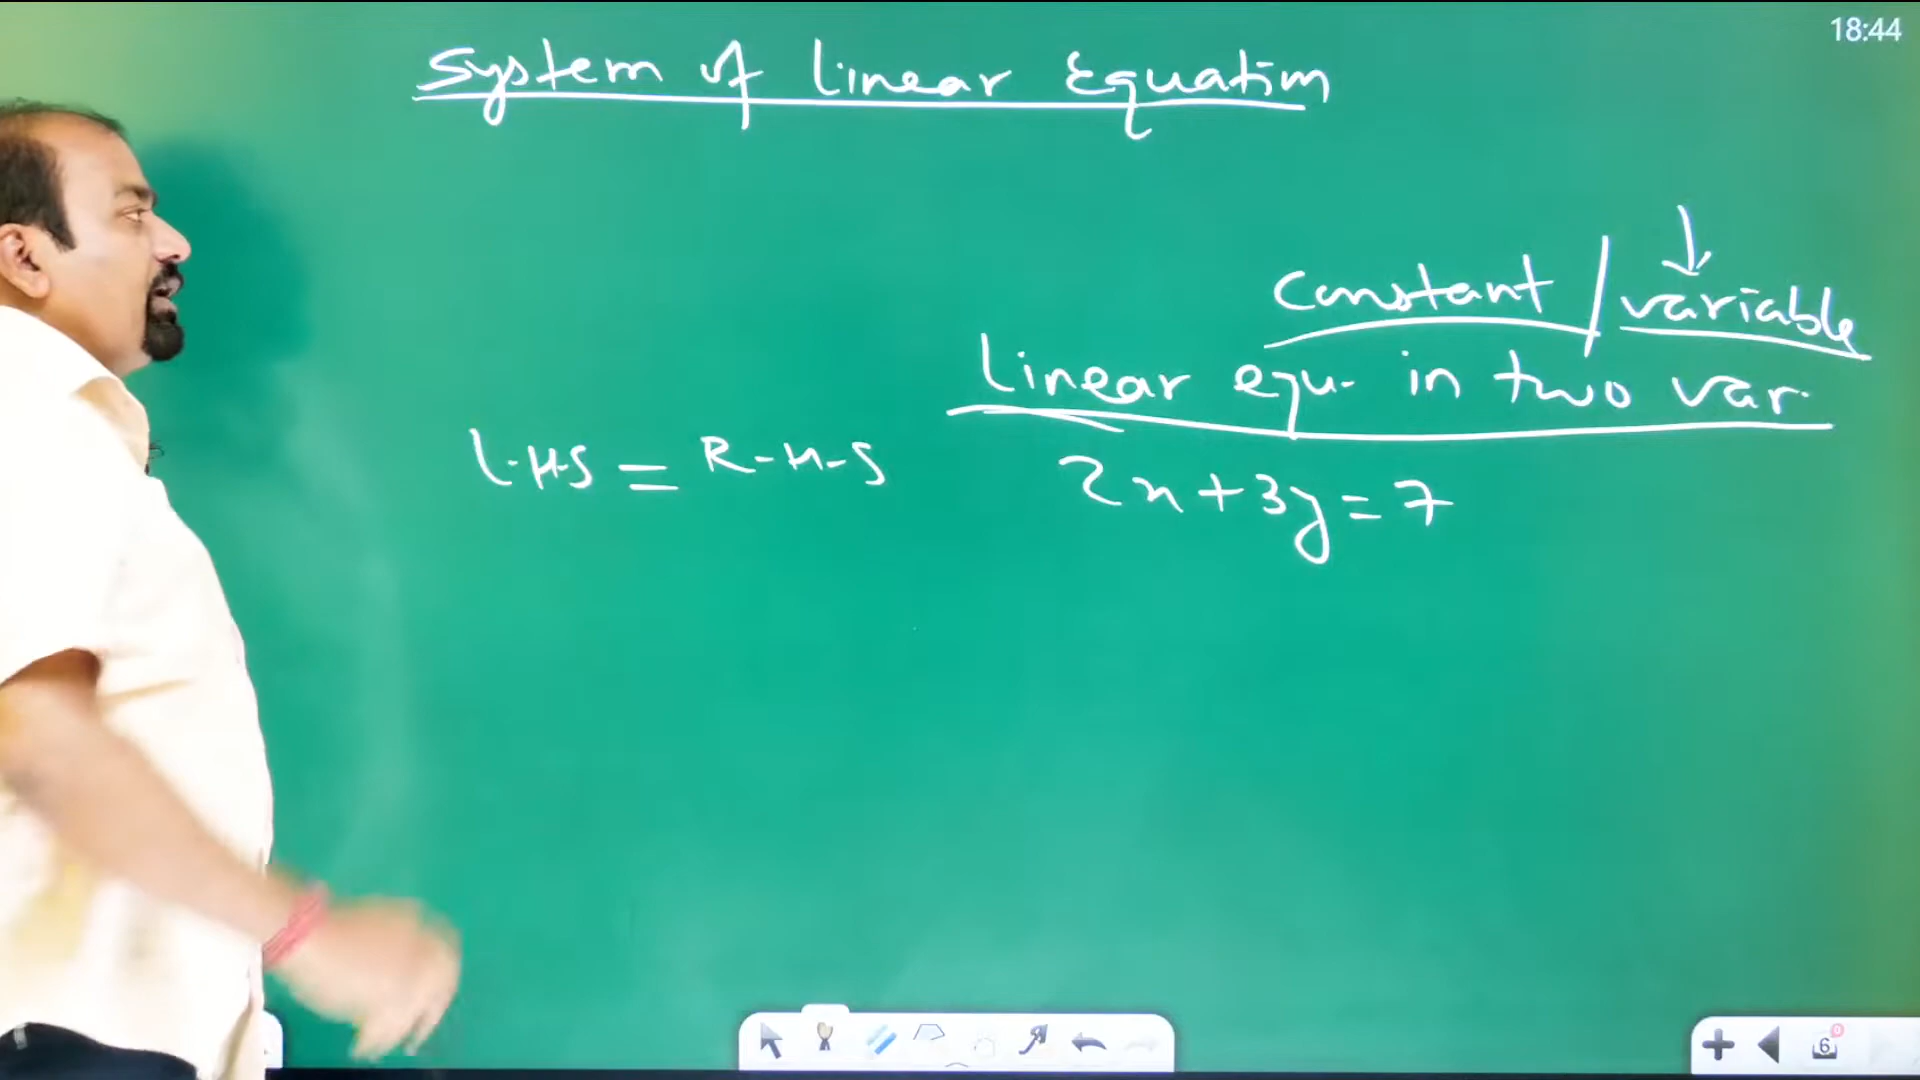 18:44
System of Linear Equation
constant / variable
Linear equ. in two var.
L.H.S = R-H-S
2x+3y=7
6